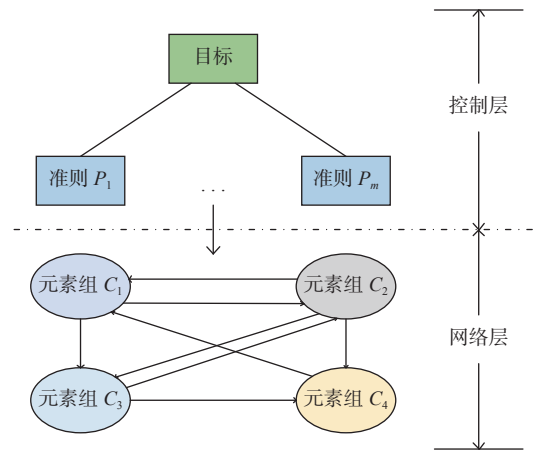 目标
控制层
准则 P₁
...
准则 Pₘ
元素组 C₁
元素组 C₂
网络层
元素组 C₃
元素组 C₄